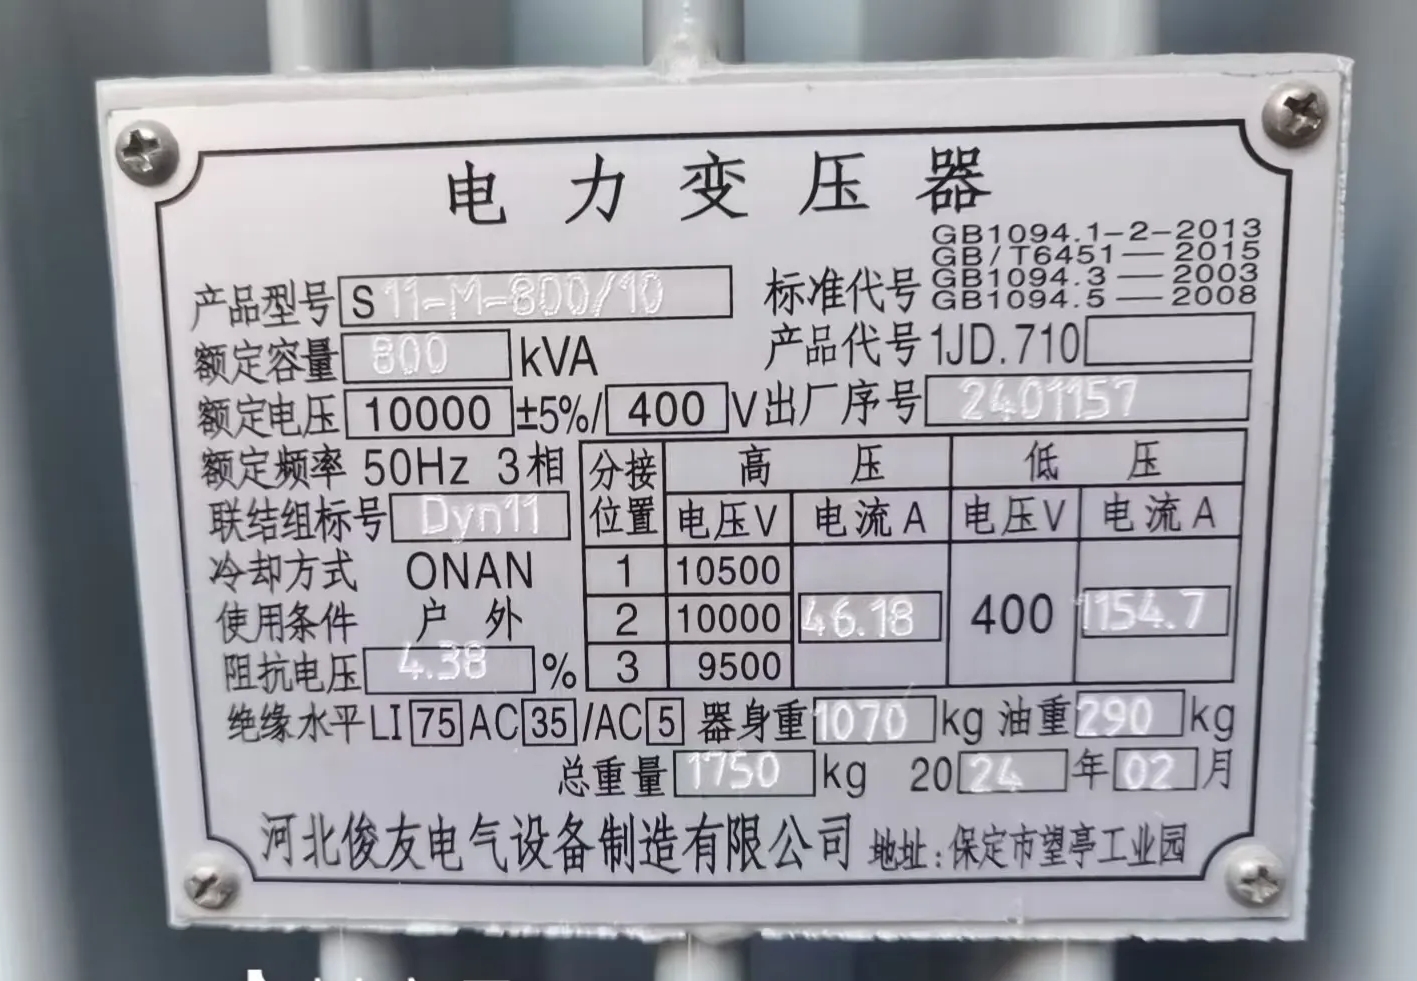 电力变压器
GB1094.1-2-2013
GB/T6451-2015
GB1094.3-2003
GB1094.5-2008
产品型号 S11-M-800/10 标准代号
额定容量 800 kVA 产品代号 1JD.710
额定电压 10000 ±5%/ 400 V 出厂序号 2401157
额定频率 50Hz 3相
联结组标号 Dyn11
冷却方式 ONAN
使用条件 户外
阻抗电压 4.38 %
分接位置 高压 低压
电压V 电流A 电压V 电流A
1 10500
2 10000 46.18 400 1154.7
3 9500
绝缘水平 LI 75 AC 35 /AC 5 器身重 1070 kg 油重 290 kg
总重量 1750 kg 2024年02月
河北俊友电气设备制造有限公司 地址:保定市望亭工业园